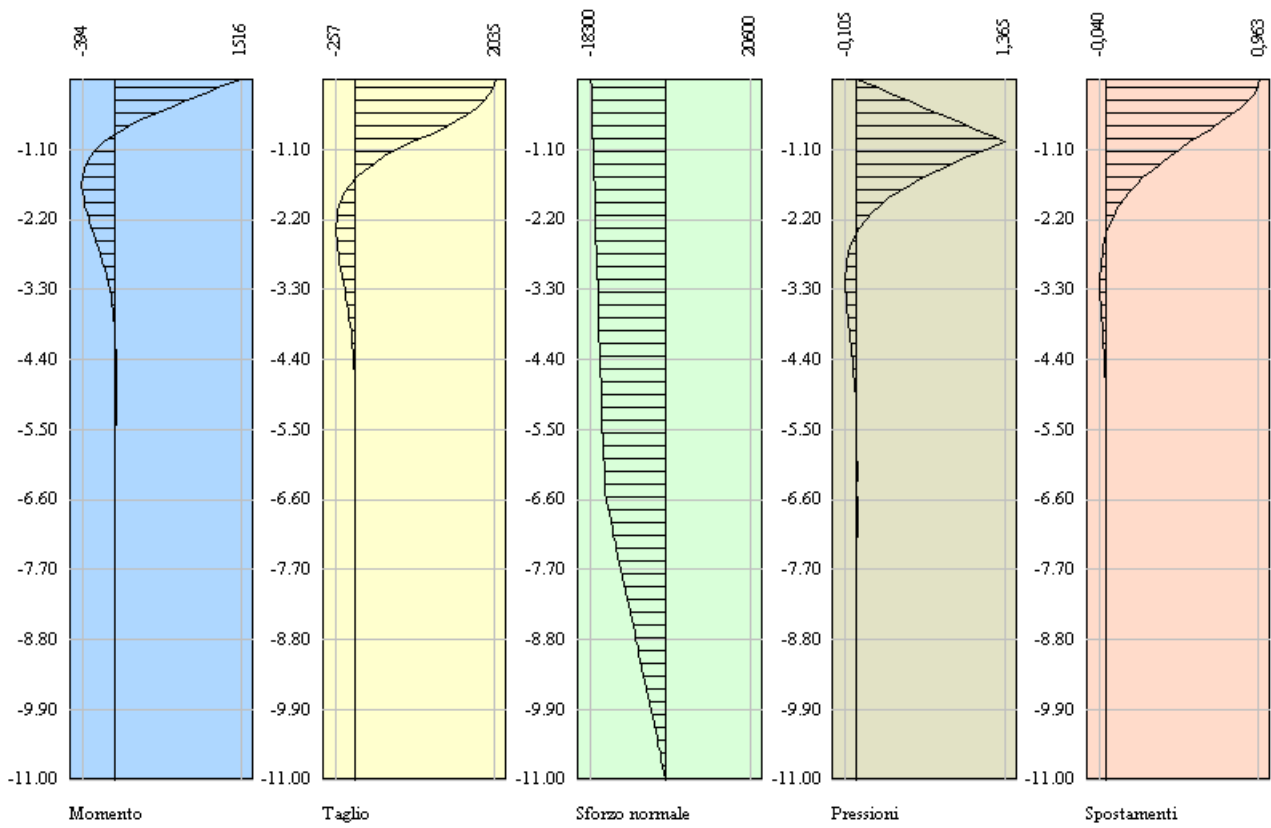 -394 1516 -257 2035 -18300 20600 -0,105 1,365 -0,040 0,963
-1.10 -1.10 -1.10 -1.10 -1.10
-2.20 -2.20 -2.20 -2.20 -2.20
-3.30 -3.30 -3.30 -3.30 -3.30
-4.40 -4.40 -4.40 -4.40 -4.40
-5.50 -5.50 -5.50 -5.50 -5.50
-6.60 -6.60 -6.60 -6.60 -6.60
-7.70 -7.70 -7.70 -7.70 -7.70
-8.80 -8.80 -8.80 -8.80 -8.80
-9.90 -9.90 -9.90 -9.90 -9.90
-11.00 -11.00 -11.00 -11.00 -11.00
Momento Taglio Sforzo normale Pressioni Spostamenti